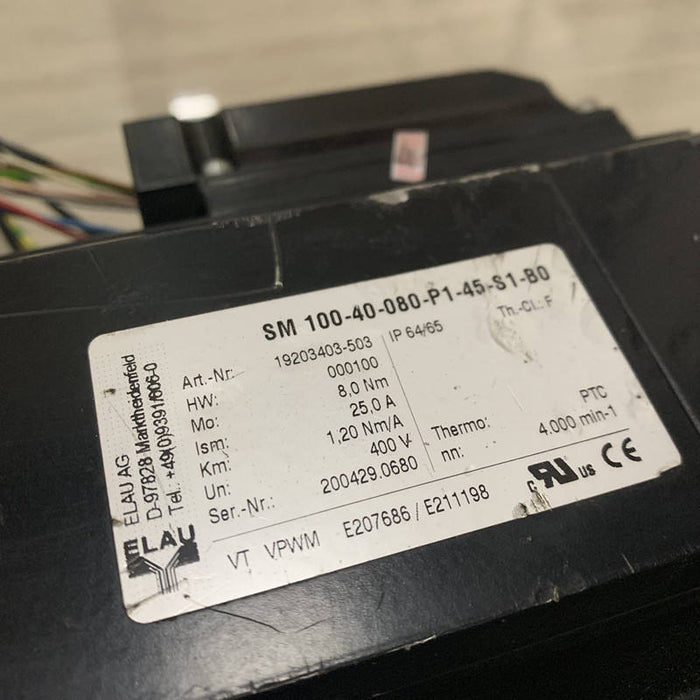 SM 100-40-080-P1-45-S1-B0
Art.-Nr: 19203403-503 IP 64/65 Th.-Cl.: F
HW: 000100
Mo: 8,0 Nm
Ism: 25,0 A
Km: 1,20 Nm/A Thermo: PTC
Un: 400 V nn: 4.000 min-1
Ser.-Nr.: 200429.0680
VT VPWM E207686 / E211198 c RU US CE
ELAU AG
D-97828 Marktheidenfeld
Tel.: +49(0)9391/606-0
ELAU